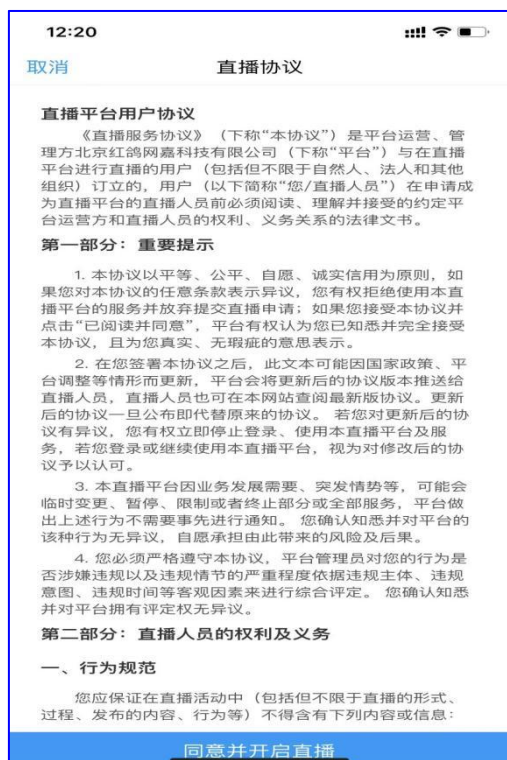 12:20
取消
直播协议
直播平台用户协议
《直播服务协议》（下称“本协议”）是平台运营、管
理方北京红鸽网嘉科技有限公司（下称“平台”）与在直播
平台进行直播的用户（包括但不限于自然人、法人和其他
组织）订立的，用户（以下简称“您/直播人员”）在申请成
为直播平台的直播人员前必须阅读、理解并接受的约定平
台运营方和直播人员的权利、义务关系的法律文书。
第一部分：重要提示
1. 本协议以平等、公平、自愿、诚实信用为原则，如
果您对本协议的任意条款表示异议，您有权拒绝使用本直
播平台的服务并放弃提交直播申请；如果您接受本协议并
点击“已阅读并同意”，平台有权认为您已知悉并完全接受
本协议，且为您真实、无瑕疵的意思表示。
2. 在您签署本协议之后，此文本可能因国家政策、平
台调整等情形而更新，平台会将更新后的协议版本推送给
直播人员，直播人员也可在本网站查阅最新版协议。更新
后的协议一旦公布即代替原来的协议。 若您对更新后的协
议有异议，您有权立即停止登录、使用本直播平台及服
务，若您登录或继续使用本直播平台，视为对修改后的协
议予以认可。
3. 本直播平台因业务发展需要、突发情势等，可能会
临时变更、暂停、限制或者终止部分或全部服务，平台做
出上述行为不需要事先进行通知。 您确认知悉并对平台的
该种行为无异议，自愿承担由此带来的风险及后果。
4. 您必须严格遵守本协议，平台管理员对您的行为是
否涉嫌违规以及违规情节的严重程度依据违规主体、违规
意图、违规时间等客观因素来进行综合评定。 您确认知悉
并对平台拥有评定权无异议。
第二部分：直播人员的权利及义务
一、行为规范
您应保证在直播活动中（包括但不限于直播的形式、
过程、发布的内容、行为等）不得含有下列内容或信息：
同意并开启直播